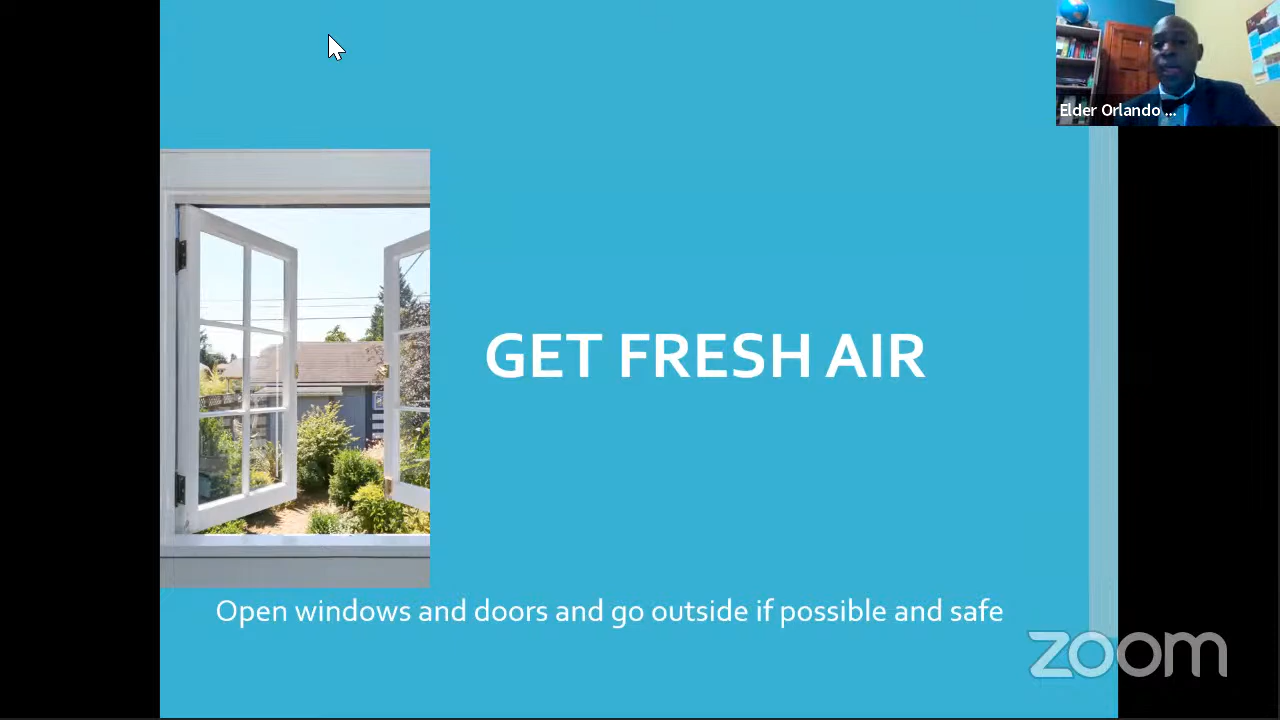 Elder Orlando ...
GET FRESH AIR
Open windows and doors and go outside if possible and safe
zoom